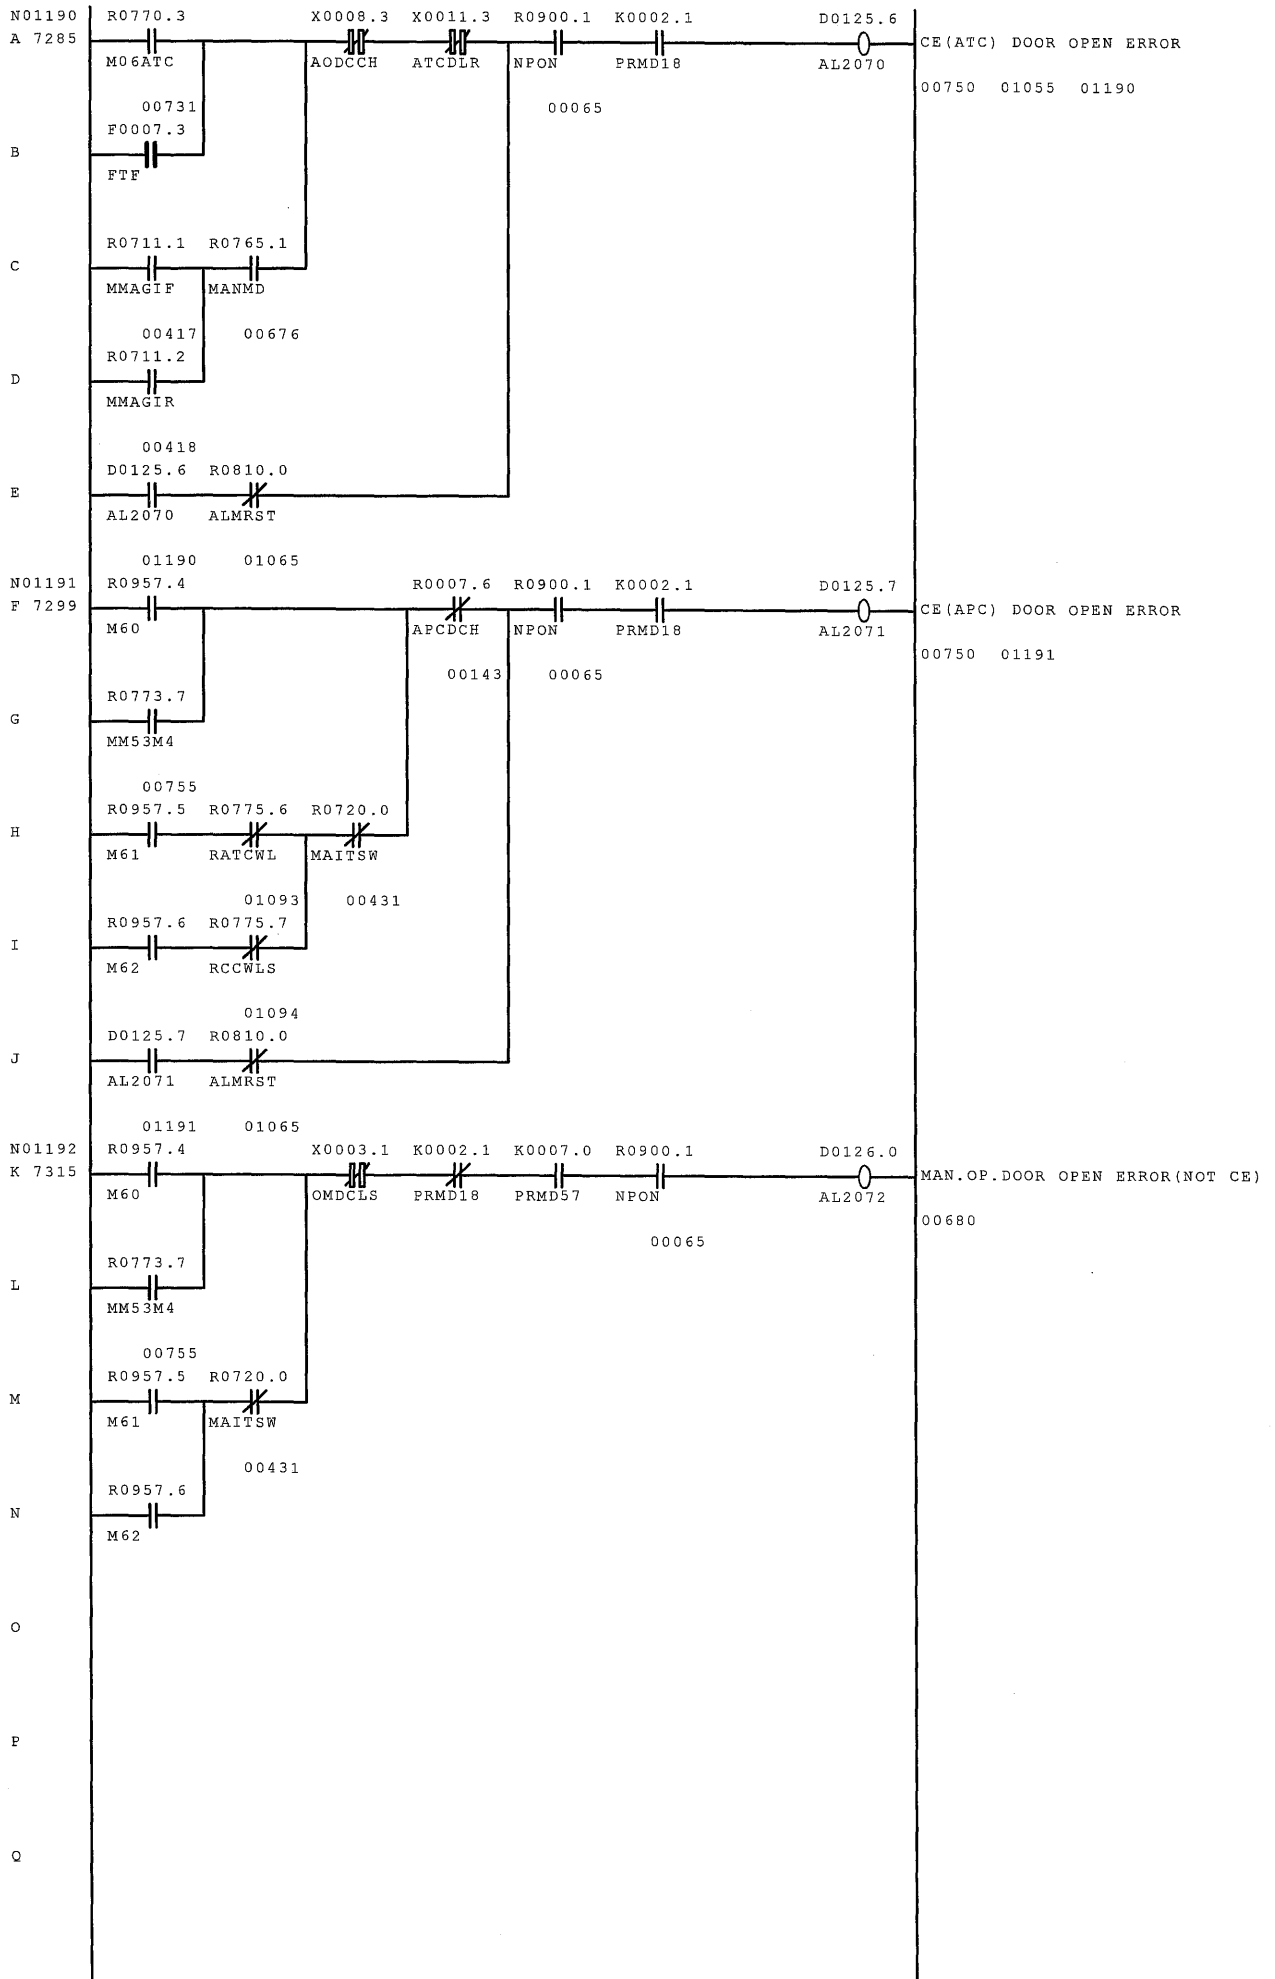 N01190 R0770.3 X0008.3 X0011.3 R0900.1 K0002.1 D0125.6
A 7285 CE(ATC) DOOR OPEN ERROR
M06ATC AODCCH ATCDLR NPON PRMD18 AL2070
00750 01055 01190
00731 00065
F0007.3
B
FTF
R0711.1 R0765.1
C
MMAGIF MANMD
00417 00676
R0711.2
D
MMAGIR
00418
D0125.6 R0810.0
E
AL2070 ALMRST
01190 01065
N01191 R0957.4 R0007.6 R0900.1 K0002.1 D0125.7
F 7299 CE(APC) DOOR OPEN ERROR
M60 APCDCH NPON PRMD18 AL2071
00750 01191
00143 00065
R0773.7
G
MM53M4
00755
R0957.5 R0775.6 R0720.0
H
M61 RATCWL MAITSW
01093 00431
R0957.6 R0775.7
I
M62 RCCWLS
01094
D0125.7 R0810.0
J
AL2071 ALMRST
01191 01065
N01192 R0957.4 X0003.1 K0002.1 K0007.0 R0900.1 D0126.0
K 7315 MAN.OP.DOOR OPEN ERROR(NOT CE)
M60 OMDCLS PRMD18 PRMD57 NPON AL2072
00680
00065
R0773.7
L
MM53M4
00755
R0957.5 R0720.0
M
M61 MAITSW
00431
R0957.6
N
M62
O
P
Q